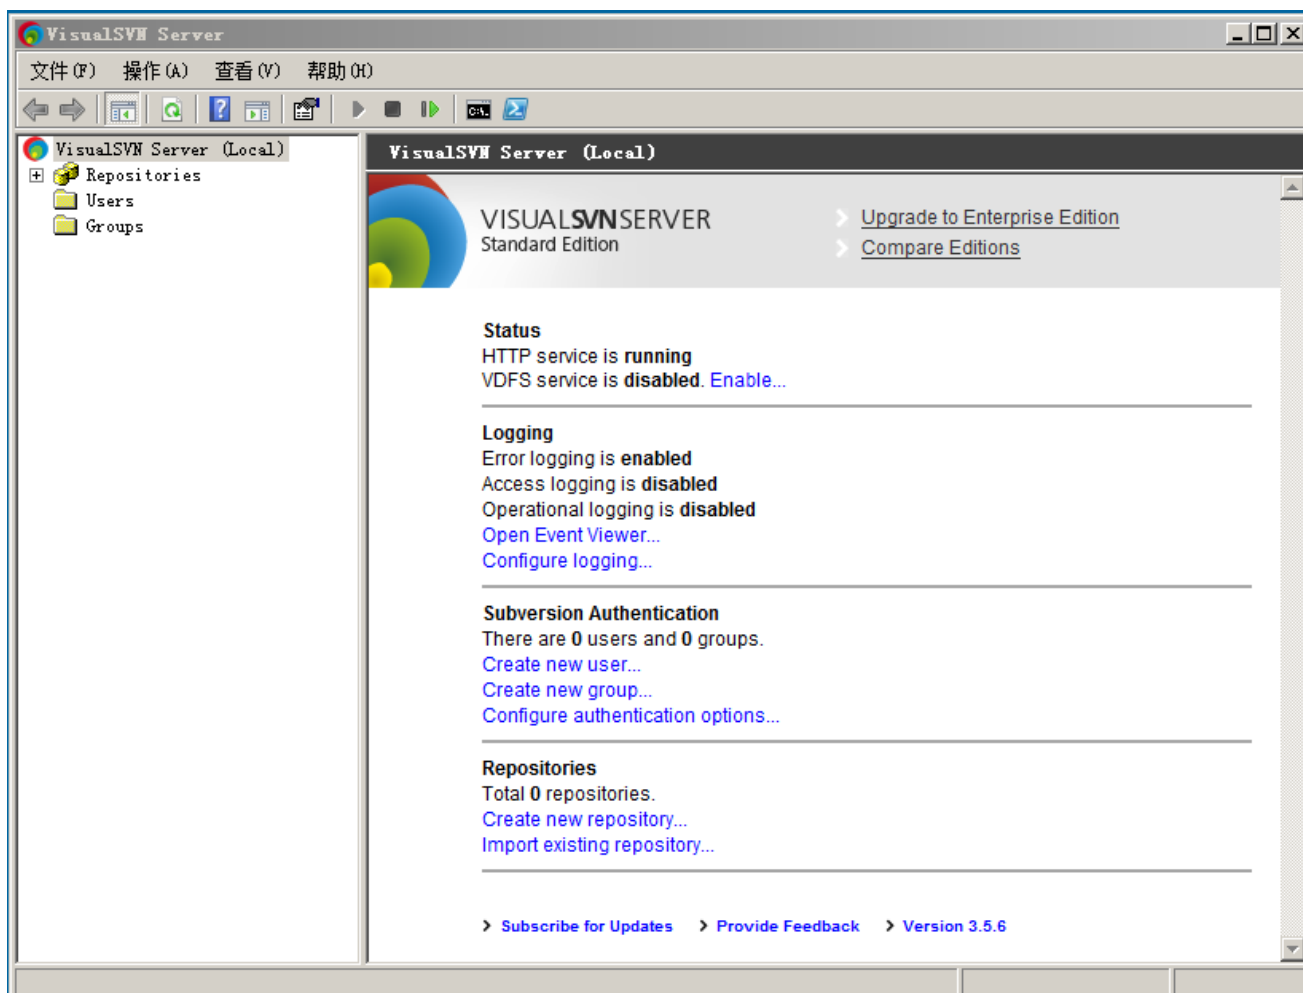 VisualSVN Server
文件(F) 操作(A) 查看(V) 帮助(H)
C:\.
VisualSVN Server (Local)
Repositories
Users
Groups
VisualSVN Server (Local)
VISUALSVNSERVER
Standard Edition
Upgrade to Enterprise Edition
Compare Editions
Status
HTTP service is running
VDFS service is disabled. Enable...
Logging
Error logging is enabled
Access logging is disabled
Operational logging is disabled
Open Event Viewer...
Configure logging...
Subversion Authentication
There are 0 users and 0 groups.
Create new user...
Create new group...
Configure authentication options...
Repositories
Total 0 repositories.
Create new repository...
Import existing repository...
Subscribe for Updates Provide Feedback Version 3.5.6